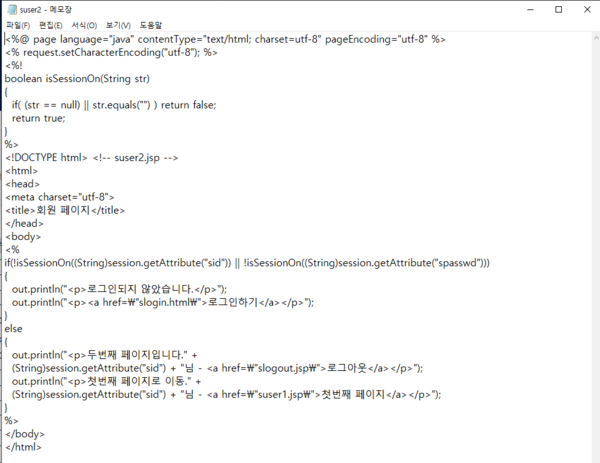 suser2 - 메모장
파일(F) 편집(E) 서식(O) 보기(V) 도움말
<%@ page language="java" contentType="text/html; charset=utf-8" pageEncoding="utf-8" %>
<% request.setCharacterEncoding("utf-8"); %>
<%!
boolean isSessionOn(String str)
{
  if( (str == null) || str.equals("") ) return false;
  return true;
}
%>
<!DOCTYPE html> <!-- suser2.jsp -->
<html>
<head>
<meta charset="utf-8">
<title>회원 페이지</title>
</head>
<body>
<%
if(!isSessionOn((String)session.getAttribute("sid")) || !isSessionOn((String)session.getAttribute("spasswd")))
{
  out.println("<p>로그인되지 않았습니다.</p>");
  out.println("<p><a href=₩"slogin.html₩">로그인하기</a></p>");
}
else
{
  out.println("<p>두번째 페이지입니다." +
  (String)session.getAttribute("sid") + "님 - <a href=₩"slogout.jsp₩">로그아웃</a></p>");
  out.println("<p>첫번째 페이지로 이동." +
  (String)session.getAttribute("sid") + "님 - <a href=₩"suser1.jsp₩">첫번째 페이지</a></p>");
}
%>
</body>
</html>